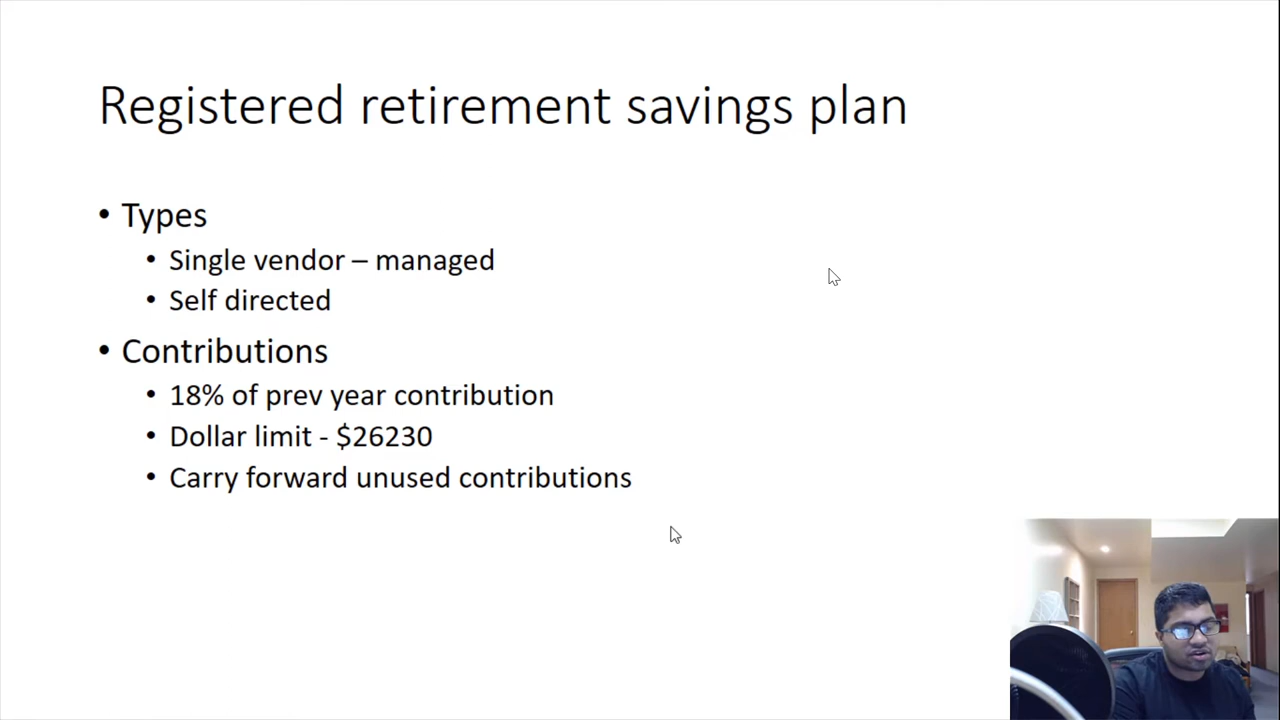 Registered retirement savings plan
• Types
• Single vendor – managed
• Self directed
• Contributions
• 18% of prev year contribution
• Dollar limit - $26230
• Carry forward unused contributions